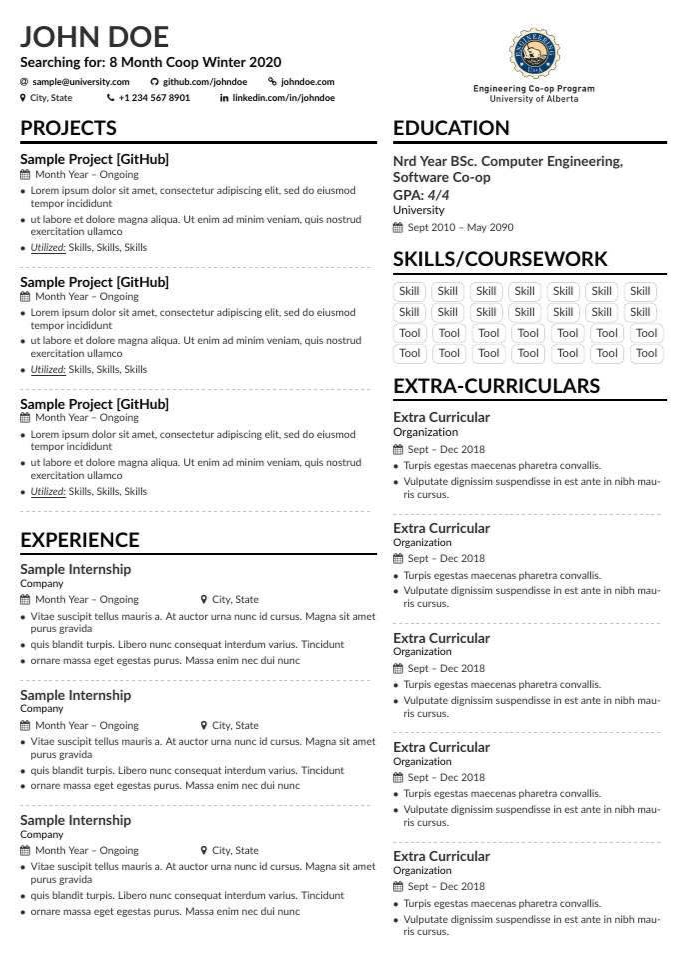 JOHN DOE
Searching for: 8 Month Coop Winter 2020
sample@university.com github.com/johndoe johndoe.com
City, State +1 234 567 8901 linkedin.com/in/johndoe
ENGINEERING
Engineering Co-op Program
University of Alberta
PROJECTS
Sample Project [GitHub]
Month Year – Ongoing
• Lorem ipsum dolor sit amet, consectetur adipiscing elit, sed do eiusmod
tempor incididunt
• ut labore et dolore magna aliqua. Ut enim ad minim veniam, quis nostrud
exercitation ullamco
• Utilized: Skills, Skills, Skills
Sample Project [GitHub]
Month Year – Ongoing
• Lorem ipsum dolor sit amet, consectetur adipiscing elit, sed do eiusmod
tempor incididunt
• ut labore et dolore magna aliqua. Ut enim ad minim veniam, quis nostrud
exercitation ullamco
• Utilized: Skills, Skills, Skills
Sample Project [GitHub]
Month Year – Ongoing
• Lorem ipsum dolor sit amet, consectetur adipiscing elit, sed do eiusmod
tempor incididunt
• ut labore et dolore magna aliqua. Ut enim ad minim veniam, quis nostrud
exercitation ullamco
• Utilized: Skills, Skills, Skills
EXPERIENCE
Sample Internship
Company
Month Year – Ongoing City, State
• Vitae suscipit tellus mauris a. At auctor urna nunc id cursus. Magna sit amet
purus gravida
• quis blandit turpis. Libero nunc consequat interdum varius. Tincidunt
• ornare massa eget egestas purus. Massa enim nec dui nunc
Sample Internship
Company
Month Year – Ongoing City, State
• Vitae suscipit tellus mauris a. At auctor urna nunc id cursus. Magna sit amet
purus gravida
• quis blandit turpis. Libero nunc consequat interdum varius. Tincidunt
• ornare massa eget egestas purus. Massa enim nec dui nunc
Sample Internship
Company
Month Year – Ongoing City, State
• Vitae suscipit tellus mauris a. At auctor urna nunc id cursus. Magna sit amet
purus gravida
• quis blandit turpis. Libero nunc consequat interdum varius. Tincidunt
• ornare massa eget egestas purus. Massa enim nec dui nunc
EDUCATION
Nrd Year BSc. Computer Engineering,
Software Co-op
GPA: 4/4
University
Sept 2010 – May 2090
SKILLS/COURSEWORK
Skill Skill Skill Skill Skill Skill Skill
Skill Skill Skill Skill Skill Skill Skill
Tool Tool Tool Tool Tool Tool Tool
Tool Tool Tool Tool Tool Tool Tool
EXTRA-CURRICULARS
Extra Curricular
Organization
Sept – Dec 2018
• Turpis egestas maecenas pharetra convallis.
• Vulputate dignissim suspendisse in est ante in nibh mau-
ris cursus.
Extra Curricular
Organization
Sept – Dec 2018
• Turpis egestas maecenas pharetra convallis.
• Vulputate dignissim suspendisse in est ante in nibh mau-
ris cursus.
Extra Curricular
Organization
Sept – Dec 2018
• Turpis egestas maecenas pharetra convallis.
• Vulputate dignissim suspendisse in est ante in nibh mau-
ris cursus.
Extra Curricular
Organization
Sept – Dec 2018
• Turpis egestas maecenas pharetra convallis.
• Vulputate dignissim suspendisse in est ante in nibh mau-
ris cursus.
Extra Curricular
Organization
Sept – Dec 2018
• Turpis egestas maecenas pharetra convallis.
• Vulputate dignissim suspendisse in est ante in nibh mau-
ris cursus.